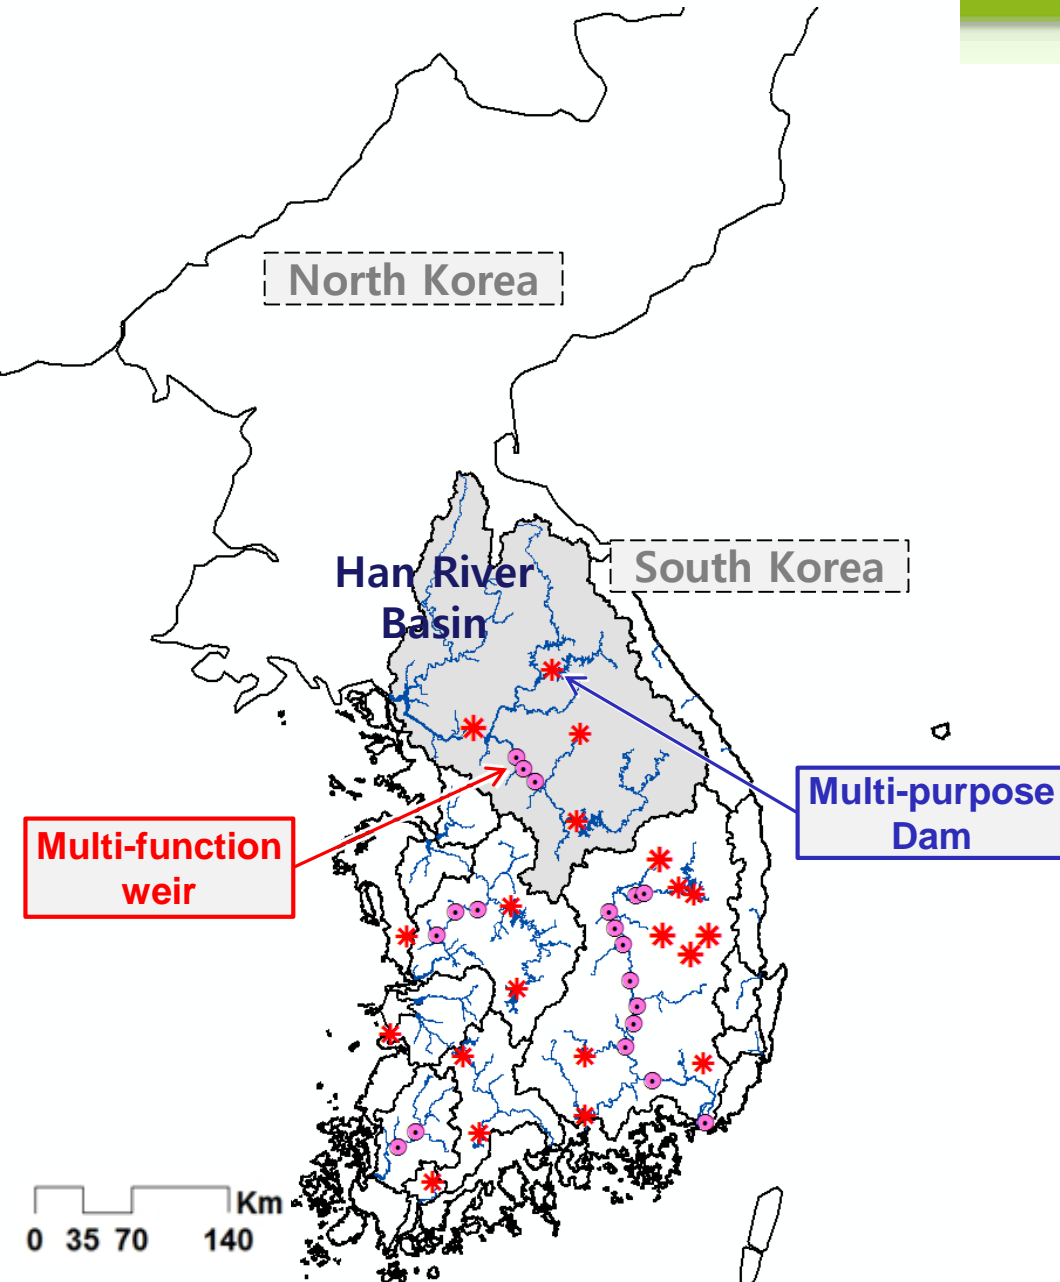 North Korea
South Korea
Han River
Basin
Multi-purpose
Dam
Multi-function
weir
Km
0 35 70 140